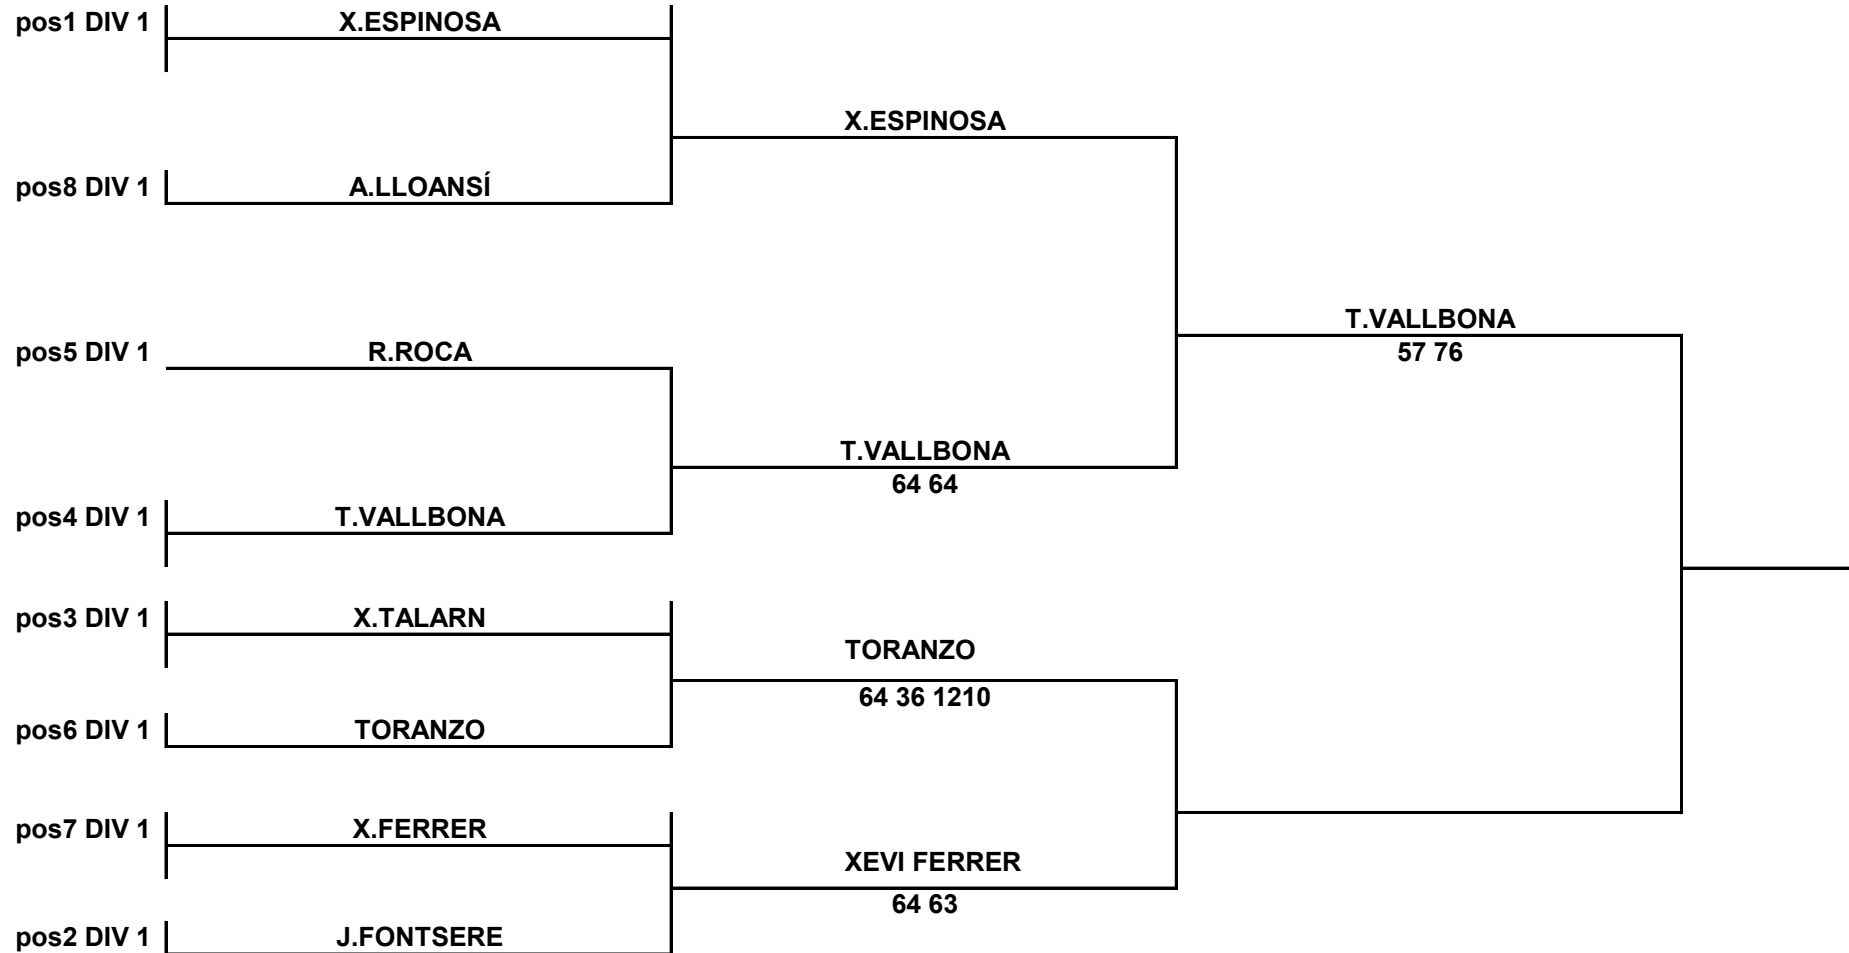 pos1 DIV 1 X.ESPINOSA
X.ESPINOSA
pos8 DIV 1 A.LLOANSÍ
T.VALLBONA
57 76
pos5 DIV 1 R.ROCA
T.VALLBONA
64 64
pos4 DIV 1 T.VALLBONA
pos3 DIV 1 X.TALARN
TORANZO
64 36 1210
pos6 DIV 1 TORANZO
pos7 DIV 1 X.FERRER
XEVI FERRER
64 63
pos2 DIV 1 J.FONTSERE